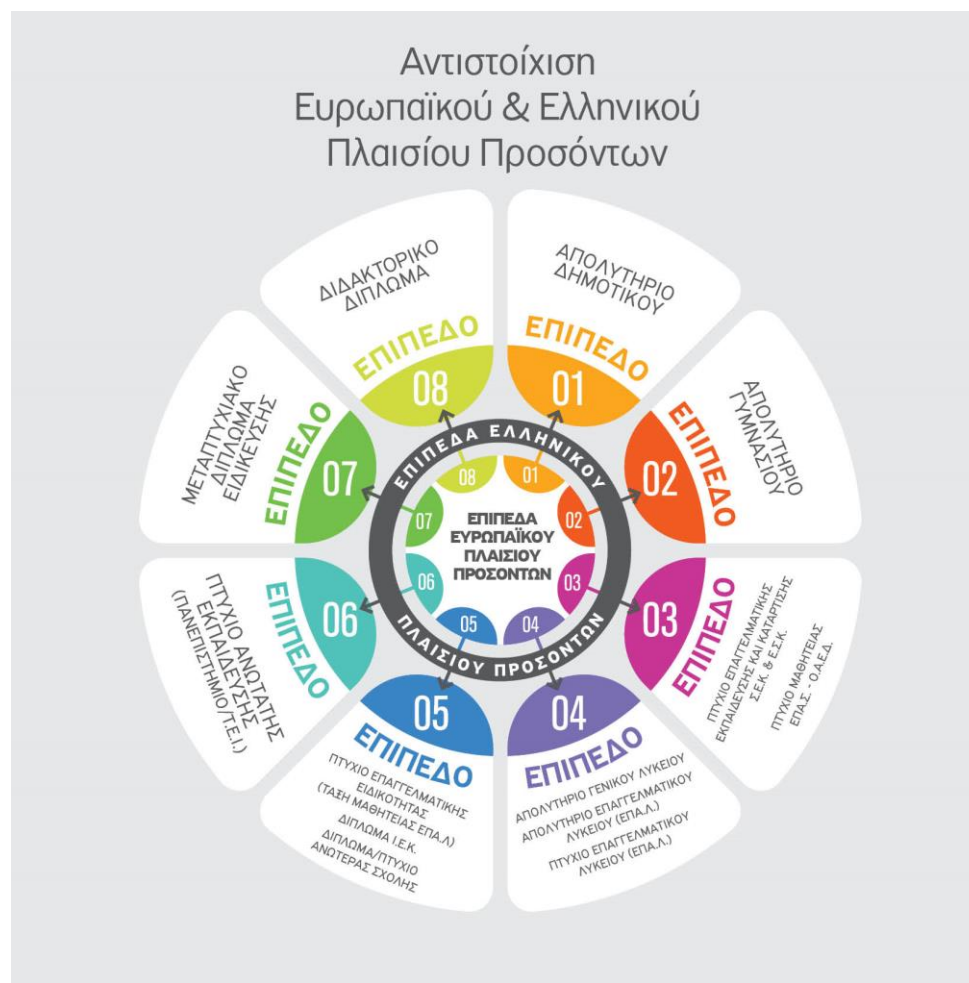 Αντιστοίχιση
Ευρωπαϊκού & Ελληνικού
Πλαισίου Προσόντων
ΑΠΟΛΥΤΗΡΙΟ
ΔΗΜΟΤΙΚΟΥ
ΕΠΙΠΕΔΟ
01
ΑΠΟΛΥΤΗΡΙΟ
ΓΥΜΝΑΣΙΟΥ
ΕΠΙΠΕΔΟ
02
ΕΠΙΠΕΔΟ
03
ΠΤΥΧΙΟ ΕΠΑΓΓΕΛΜΑΤΙΚΗΣ
ΕΚΠΑΙΔΕΥΣΗΣ ΚΑΙ ΚΑΤΑΡΤΙΣΗΣ
Σ.Ε.Κ. & Ε.Σ.Κ.
ΠΤΥΧΙΟ ΜΑΘΗΤΕΙΑΣ
ΕΠΑ.Σ. - Ο.Α.Ε.Δ.
04
ΕΠΙΠΕΔΟ
ΑΠΟΛΥΤΗΡΙΟ ΓΕΝΙΚΟΥ ΛΥΚΕΙΟΥ
ΑΠΟΛΥΤΗΡΙΟ ΕΠΑΓΓΕΛΜΑΤΙΚΟΥ
ΛΥΚΕΙΟΥ (ΕΠΑ.Λ.)
ΠΤΥΧΙΟ ΕΠΑΓΓΕΛΜΑΤΙΚΟΥ
ΛΥΚΕΙΟΥ (ΕΠΑ.Λ.)
05
ΕΠΙΠΕΔΟ
ΠΤΥΧΙΟ ΕΠΑΓΓΕΛΜΑΤΙΚΗΣ
ΕΙΔΙΚΟΤΗΤΑΣ
(ΤΑΞΗ ΜΑΘΗΤΕΙΑΣ ΕΠΑ.Λ)
ΔΙΠΛΩΜΑ Ι.Ε.Κ.
ΔΙΠΛΩΜΑ/ΠΤΥΧΙΟ
ΑΝΩΤΕΡΑΣ ΣΧΟΛΗΣ
06
ΕΠΙΠΕΔΟ
ΠΤΥΧΙΟ ΑΝΩΤΑΤΗΣ
ΕΚΠΑΙΔΕΥΣΗΣ
(ΠΑΝΕΠΙΣΤΗΜΙΟ/Τ.Ε.Ι.)
ΜΕΤΑΠΤΥΧΙΑΚΟ
ΔΙΠΛΩΜΑ
ΕΙΔΙΚΕΥΣΗΣ
ΕΠΙΠΕΔΟ
07
ΔΙΔΑΚΤΟΡΙΚΟ
ΔΙΠΛΩΜΑ
ΕΠΙΠΕΔΟ
08
ΕΠΙΠΕΔΑ ΕΛΛΗΝΙΚΟΥ
ΠΛΑΙΣΙΟΥ ΠΡΟΣΟΝΤΩΝ
01
02
03
04
05
06
07
08
ΕΠΙΠΕΔΑ
ΕΥΡΩΠΑΪΚΟΥ
ΠΛΑΙΣΙΟΥ
ΠΡΟΣΟΝΤΩΝ